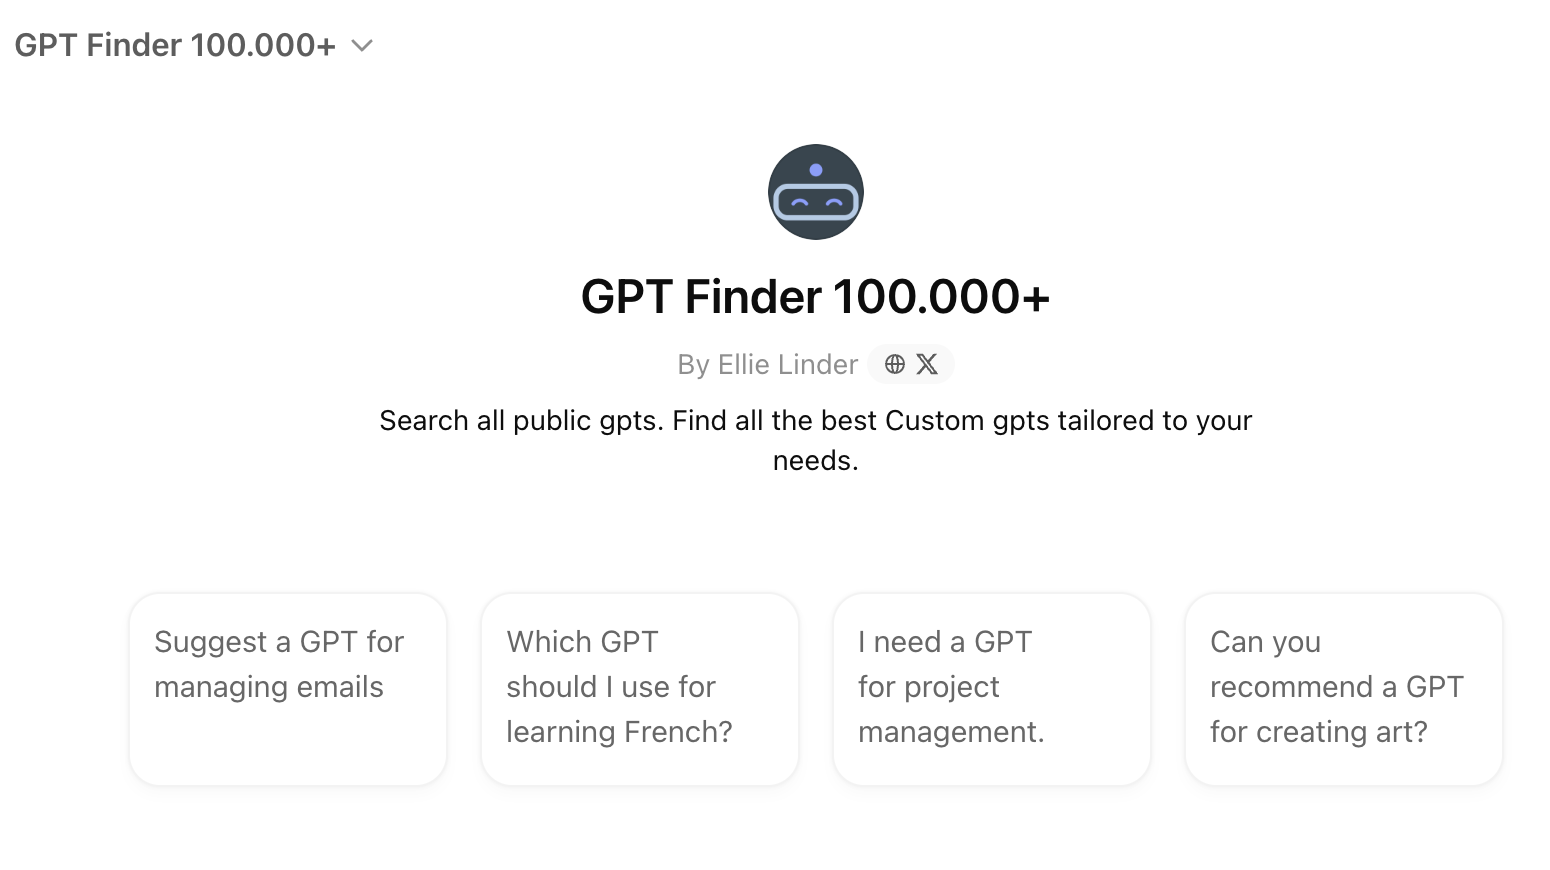 GPT Finder 100.000+
GPT Finder 100.000+
By Ellie Linder
Search all public gpts. Find all the best Custom gpts tailored to your
needs.
Suggest a GPT for
managing emails
Which GPT
should I use for
learning French?
I need a GPT
for project
management.
Can you
recommend a GPT
for creating art?